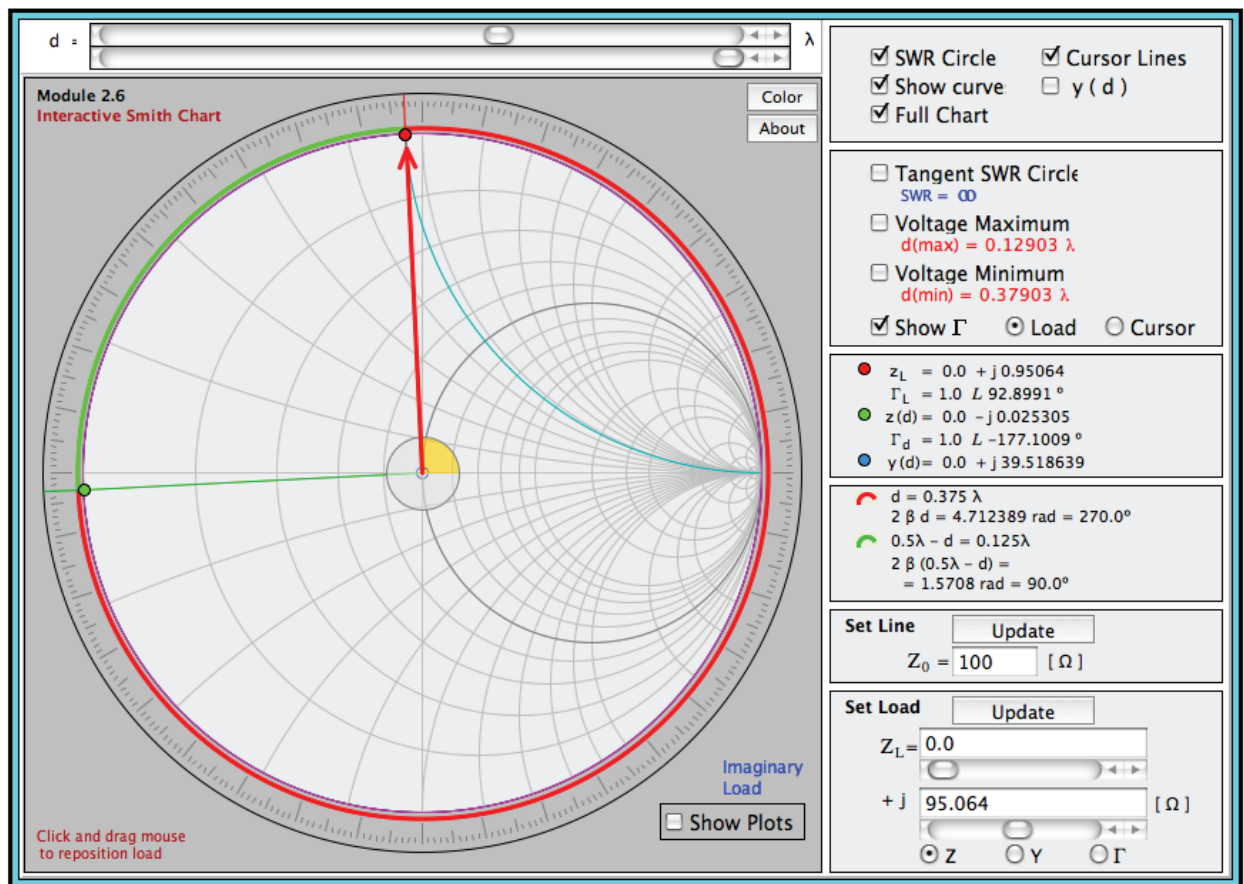 d =
λ
Module 2.6
Interactive Smith Chart
Color
About
Imaginary
Load
Show Plots
Click and drag mouse
to reposition load
SWR Circle
Cursor Lines
Show curve
y ( d )
Full Chart
Tangent SWR Circle
SWR = ∞
Voltage Maximum
d(max) = 0.12903 λ
Voltage Minimum
d(min) = 0.37903 λ
Show Γ
Load
Cursor
z_L = 0.0 + j 0.95064
Γ_L = 1.0 ∠ 92.8991 º
z(d) = 0.0 - j 0.025305
Γ_d = 1.0 ∠ -177.1009 º
y(d)= 0.0 + j 39.518639
d = 0.375 λ
2 β d = 4.712389 rad = 270.0º
0.5λ - d = 0.125λ
2 β (0.5λ - d) =
= 1.5708 rad = 90.0º
Set Line
Update
Z_0 = 100 [ Ω ]
Set Load
Update
Z_L= 0.0
+ j 95.064 [ Ω ]
Z Y Γ